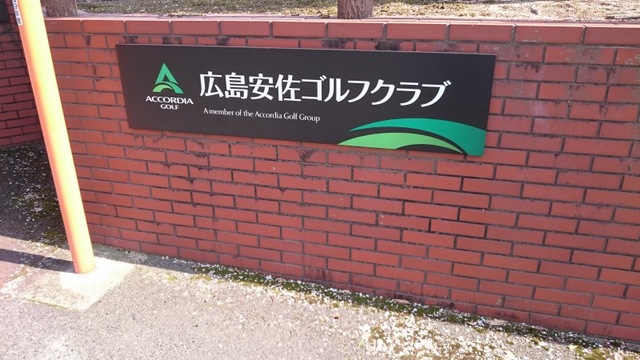 ACCORDIA
GOLF
広島安佐ゴルフクラブ
A member of the Accordia Golf Group